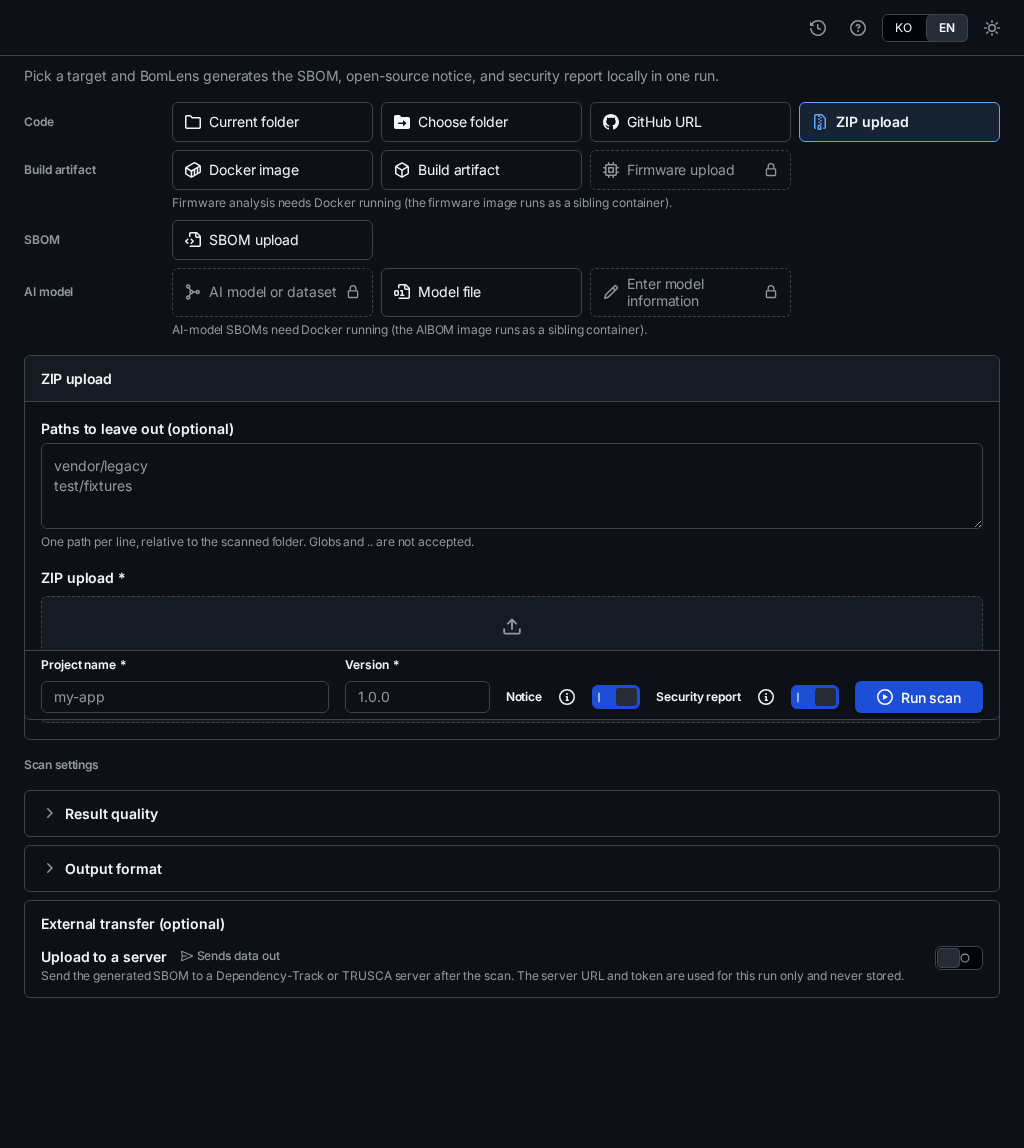 KO
EN
Pick a target and BomLens generates the SBOM, open-source notice, and security report locally in one run.
Code
Current folder
Choose folder
GitHub URL
ZIP upload
Build artifact
Docker image
Build artifact
Firmware upload
Firmware analysis needs Docker running (the firmware image runs as a sibling container).
SBOM
SBOM upload
AI model
AI model or dataset
Model file
Enter model
information
AI-model SBOMs need Docker running (the AIBOM image runs as a sibling container).
ZIP upload
Paths to leave out (optional)
vendor/legacy
test/fixtures
One path per line, relative to the scanned folder. Globs and .. are not accepted.
ZIP upload *
Project name *
Version *
my-app
1.0.0
Notice
Security report
Run scan
Scan settings
Result quality
Output format
External transfer (optional)
Upload to a server
Sends data out
Send the generated SBOM to a Dependency-Track or TRUSCA server after the scan. The server URL and token are used for this run only and never stored.